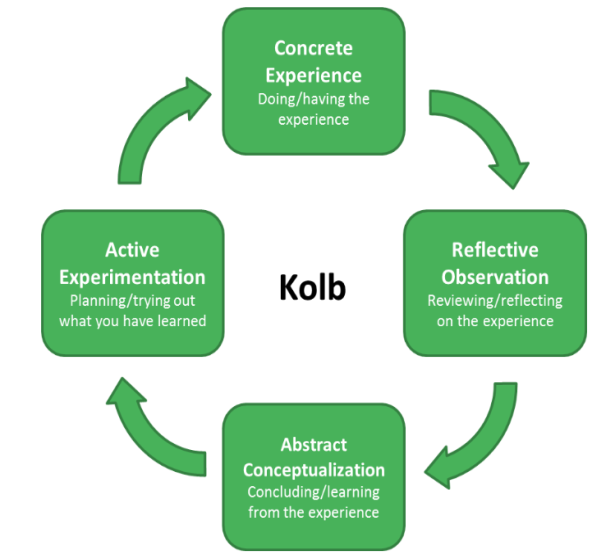 Concrete
Experience
Doing/having the
experience
Active
Experimentation
Planning/trying out
what you have learned
Kolb
Reflective
Observation
Reviewing/reflecting
on the experience
Abstract
Conceptualization
Concluding/learning
from the experience